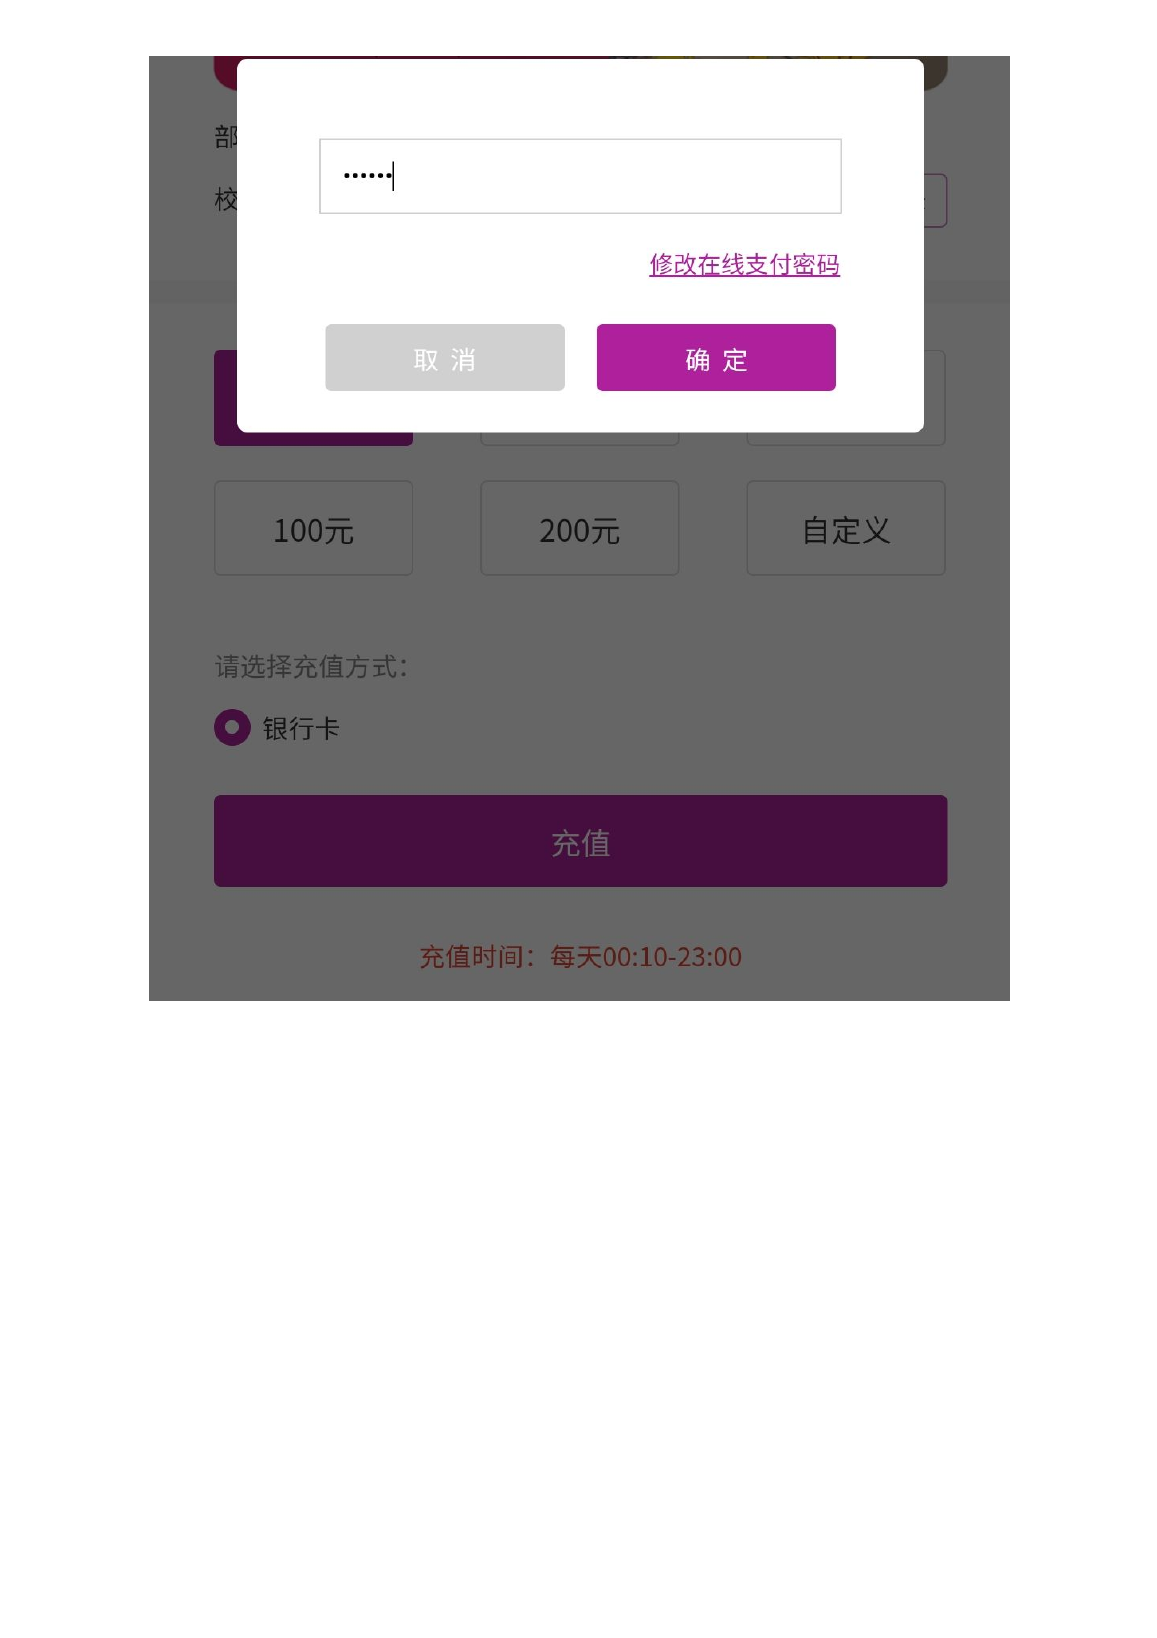 部
校
••••••
修改在线支付密码
取 消
确 定
100元
200元
自定义
请选择充值方式：
银行卡
充值
充值时间：每天00:10-23:00